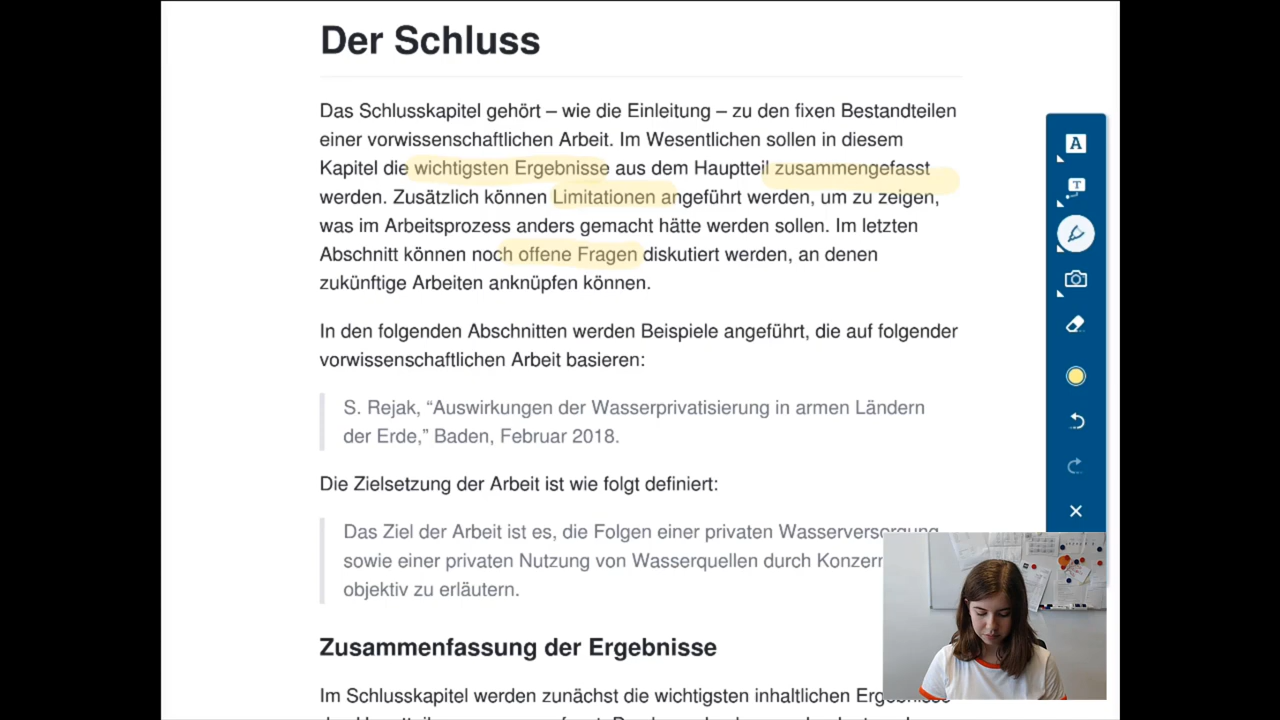 Der Schluss
Das Schlusskapitel gehört – wie die Einleitung – zu den fixen Bestandteilen
einer vorwissenschaftlichen Arbeit. Im Wesentlichen sollen in diesem
Kapitel die wichtigsten Ergebnisse aus dem Hauptteil zusammengefasst
werden. Zusätzlich können Limitationen angeführt werden, um zu zeigen,
was im Arbeitsprozess anders gemacht hätte werden sollen. Im letzten
Abschnitt können noch offene Fragen diskutiert werden, an denen
zukünftige Arbeiten anknüpfen können.
In den folgenden Abschnitten werden Beispiele angeführt, die auf folgender
vorwissenschaftlichen Arbeit basieren:
S. Rejak, “Auswirkungen der Wasserprivatisierung in armen Ländern
der Erde,” Baden, Februar 2018.
Die Zielsetzung der Arbeit ist wie folgt definiert:
Das Ziel der Arbeit ist es, die Folgen einer privaten Wasserversorgung
sowie einer privaten Nutzung von Wasserquellen durch Konzern
objektiv zu erläutern.
Zusammenfassung der Ergebnisse
Im Schlusskapitel werden zunächst die wichtigsten inhaltlichen Ergebnisse
A
T